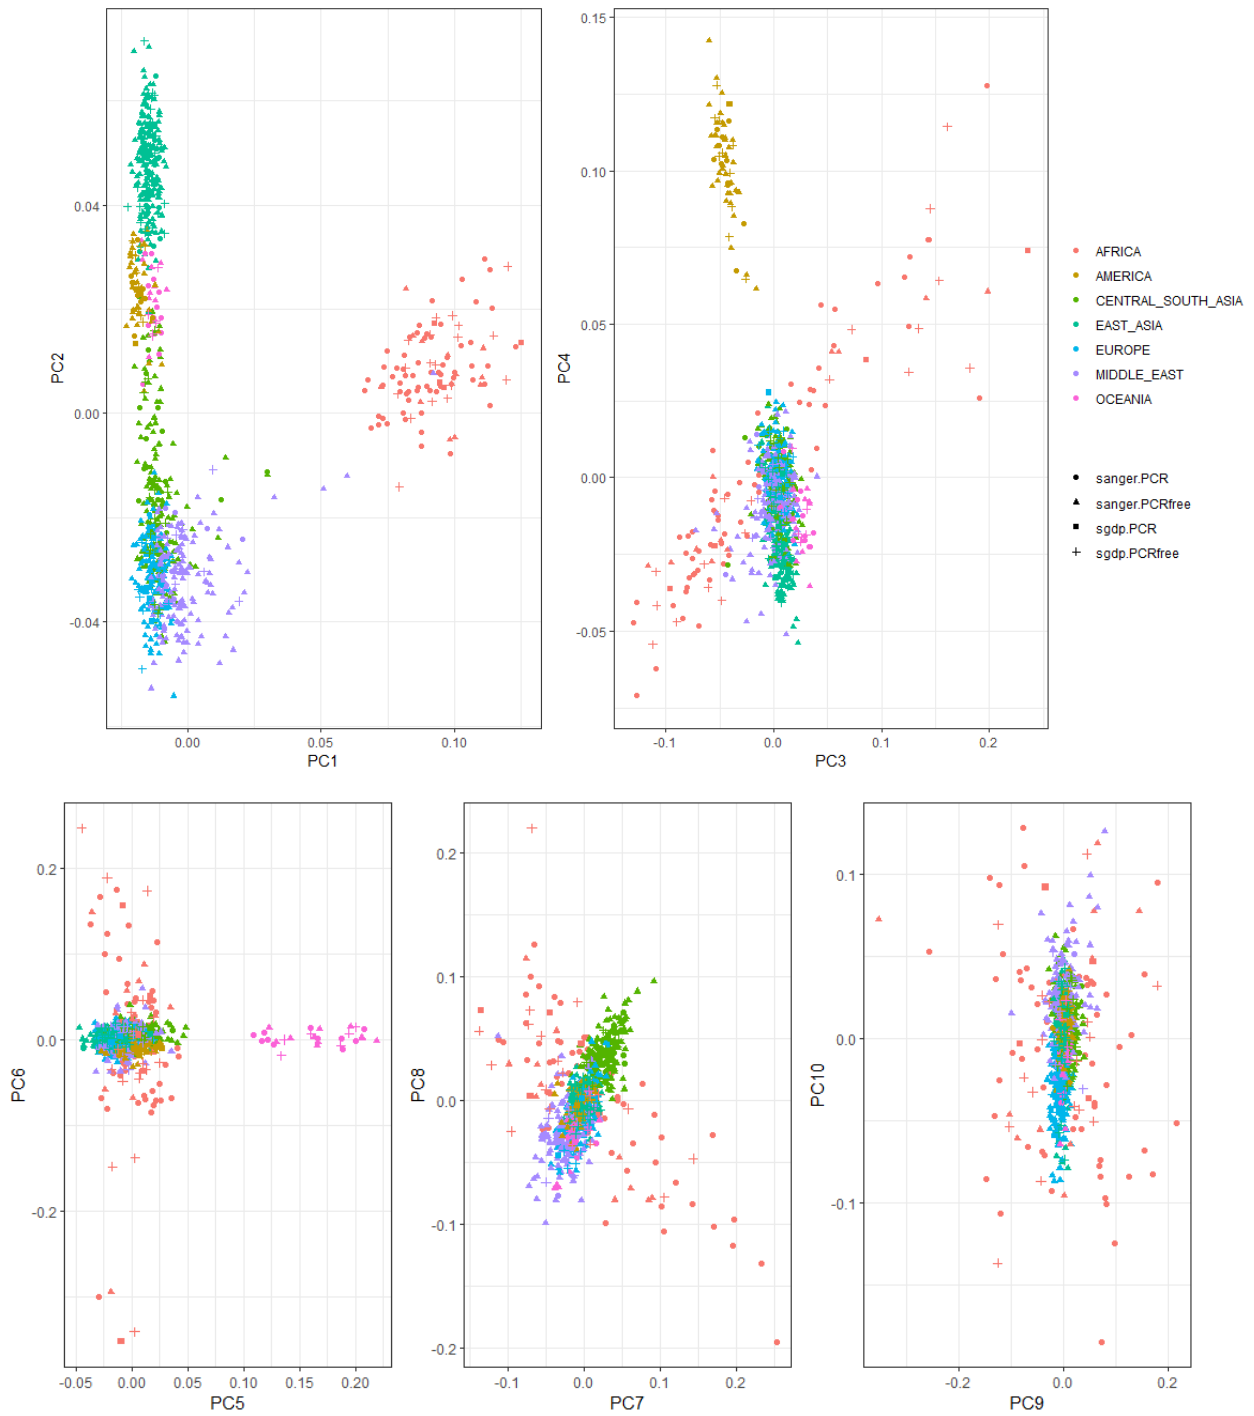 0.04
0.00
-0.04
PC2
0.00
0.05
0.10
PC1
0.15
0.10
0.05
0.00
-0.05
PC4
-0.1
0.0
0.1
0.2
PC3
AFRICA
AMERICA
CENTRAL_SOUTH_ASIA
EAST_ASIA
EUROPE
MIDDLE_EAST
OCEANIA
sanger.PCR
sanger.PCRfree
sgdp.PCR
sgdp.PCRfree
0.2
0.0
-0.2
PC6
-0.05
0.00
0.05
0.10
0.15
0.20
PC5
0.2
0.1
0.0
-0.1
-0.2
PC8
-0.1
0.0
0.1
0.2
PC7
0.1
0.0
-0.1
PC10
-0.2
0.0
0.2
PC9